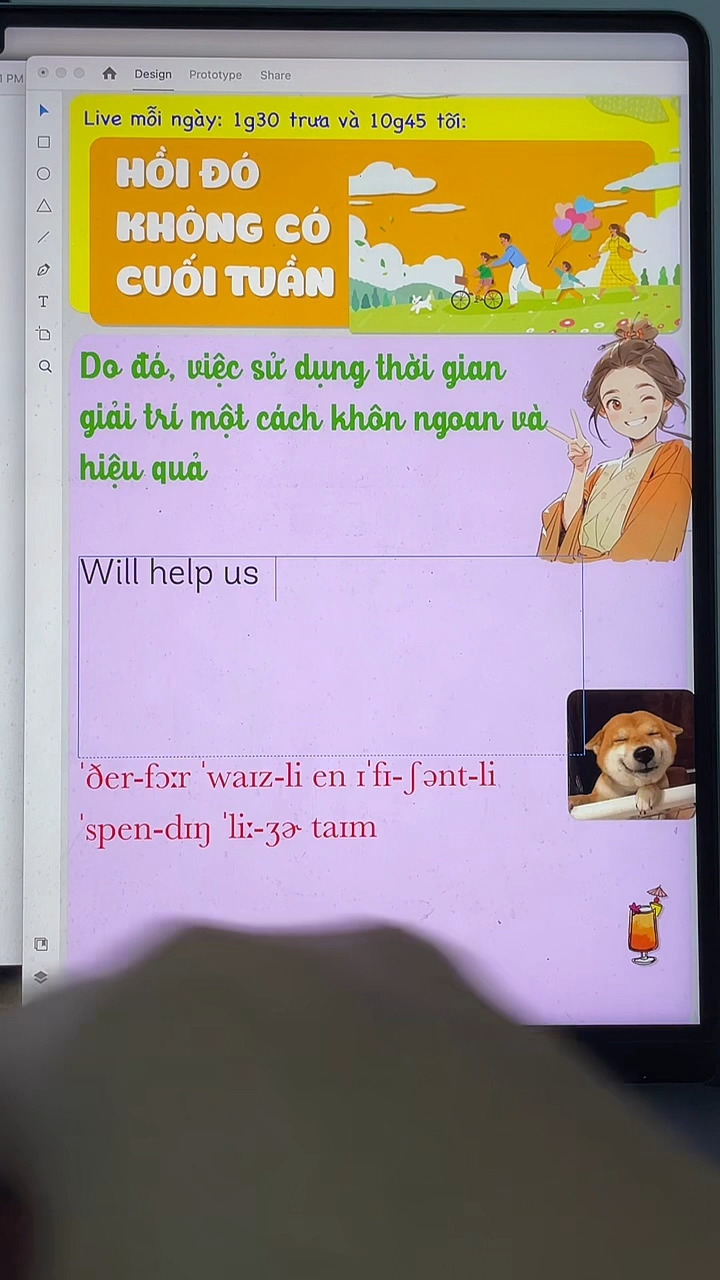 1 PM
Design Prototype Share
Live mỗi ngày: 1g30 trưa và 10g45 tối:
HỒI ĐÓ
KHÔNG CÓ
CUỐI TUẦN
Do đó, việc sử dụng thời gian
giải trí một cách khôn ngoan và
hiệu quả
Will help us
ˈðer-fɔːr ˈwaɪz-li en ɪˈfɪ-ʃənt-li
ˈspen-dɪŋ ˈliː-ʒɚ taɪm